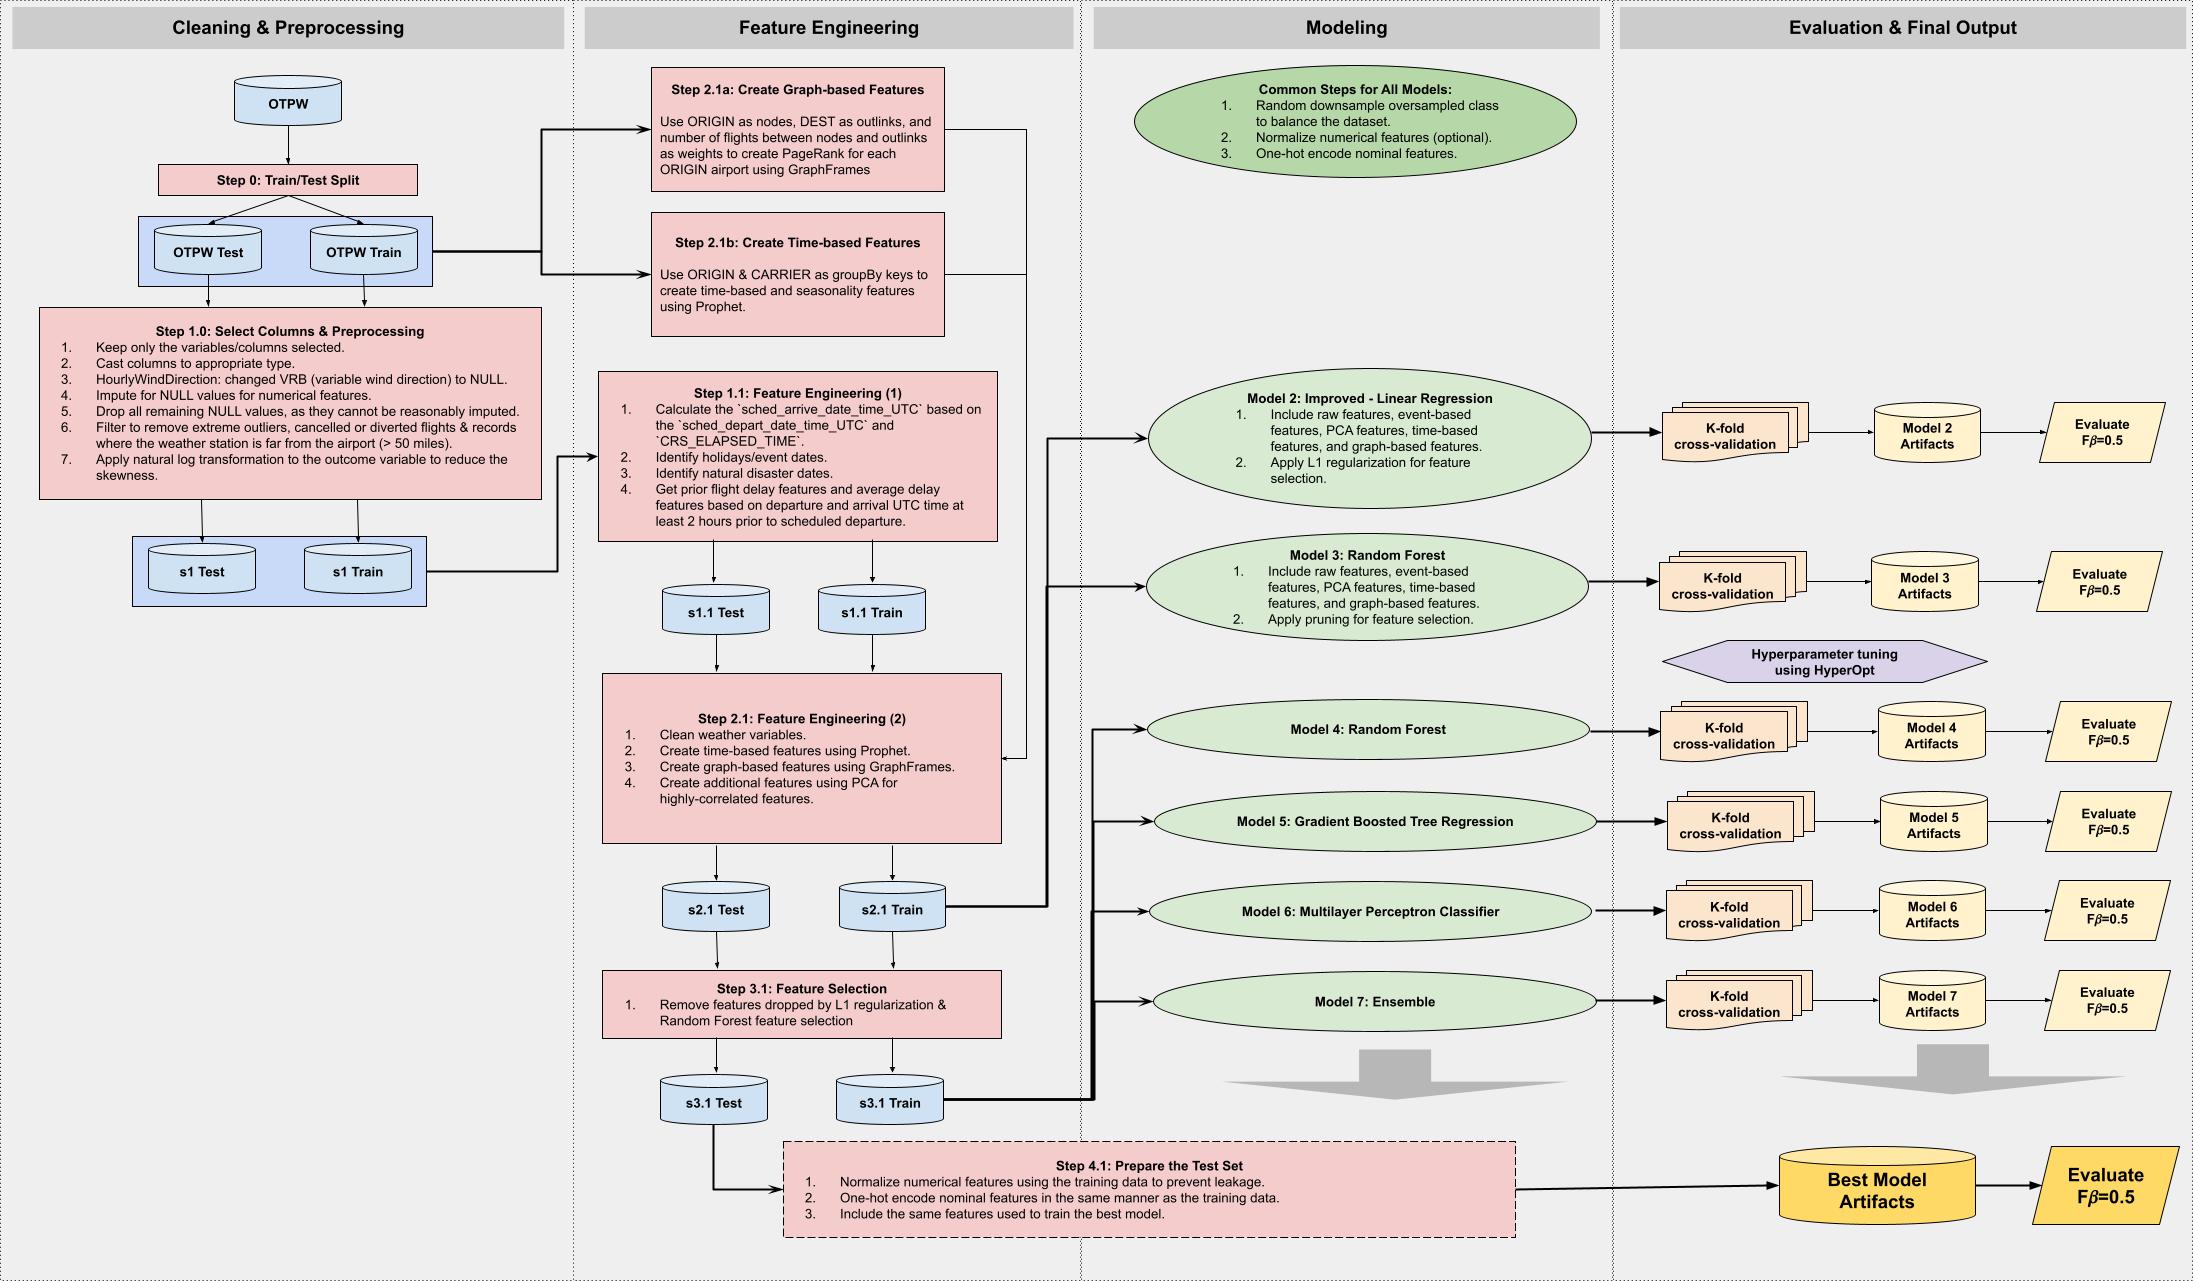 Cleaning & Preprocessing
OTPW
Step 0: Train/Test Split
OTPW Test
OTPW Train
Step 1.0: Select Columns & Preprocessing
1. Keep only the variables/columns selected.
2. Cast columns to appropriate type.
3. HourlyWindDirection: changed VRB (variable wind direction) to NULL.
4. Impute for NULL values for numerical features.
5. Drop all remaining NULL values, as they cannot be reasonably imputed.
6. Filter to remove extreme outliers, cancelled or diverted flights & records
where the weather station is far from the airport (> 50 miles).
7. Apply natural log transformation to the outcome variable to reduce the
skewness.
s1 Test
s1 Train
Feature Engineering
Step 2.1a: Create Graph-based Features
Use ORIGIN as nodes, DEST as outlinks, and
number of flights between nodes and outlinks
as weights to create PageRank for each
ORIGIN airport using GraphFrames
Step 2.1b: Create Time-based Features
Use ORIGIN & CARRIER as groupBy keys to
create time-based and seasonality features
using Prophet.
Step 1.1: Feature Engineering (1)
1. Calculate the `sched_arrive_date_time_UTC` based on
the `sched_depart_date_time_UTC` and
`CRS_ELAPSED_TIME`.
2. Identify holidays/event dates.
3. Identify natural disaster dates.
4. Get prior flight delay features and average delay
features based on departure and arrival UTC time at
least 2 hours prior to scheduled departure.
s1.1 Test
s1.1 Train
Step 2.1: Feature Engineering (2)
1. Clean weather variables.
2. Create time-based features using Prophet.
3. Create graph-based features using GraphFrames.
4. Create additional features using PCA for
highly-correlated features.
s2.1 Test
s2.1 Train
Step 3.1: Feature Selection
1. Remove features dropped by L1 regularization &
Random Forest feature selection
s3.1 Test
s3.1 Train
Step 4.1: Prepare the Test Set
1. Normalize numerical features using the training data to prevent leakage.
2. One-hot encode nominal features in the same manner as the training data.
3. Include the same features used to train the best model.
Modeling
Common Steps for All Models:
1. Random downsample oversampled class
to balance the dataset.
2. Normalize numerical features (optional).
3. One-hot encode nominal features.
Model 2: Improved - Linear Regression
1. Include raw features, event-based
features, PCA features, time-based
features, and graph-based features.
2. Apply L1 regularization for feature
selection.
Model 3: Random Forest
1. Include raw features, event-based
features, PCA features, time-based
features, and graph-based features.
2. Apply pruning for feature selection.
Model 4: Random Forest
Model 5: Gradient Boosted Tree Regression
Model 6: Multilayer Perceptron Classifier
Model 7: Ensemble
Evaluation & Final Output
K-fold
cross-validation
Model 2
Artifacts
Evaluate
Fβ=0.5
K-fold
cross-validation
Model 3
Artifacts
Evaluate
Fβ=0.5
Hyperparameter tuning
using HyperOpt
K-fold
cross-validation
Model 4
Artifacts
Evaluate
Fβ=0.5
K-fold
cross-validation
Model 5
Artifacts
Evaluate
Fβ=0.5
K-fold
cross-validation
Model 6
Artifacts
Evaluate
Fβ=0.5
K-fold
cross-validation
Model 7
Artifacts
Evaluate
Fβ=0.5
Best Model
Artifacts
Evaluate
Fβ=0.5